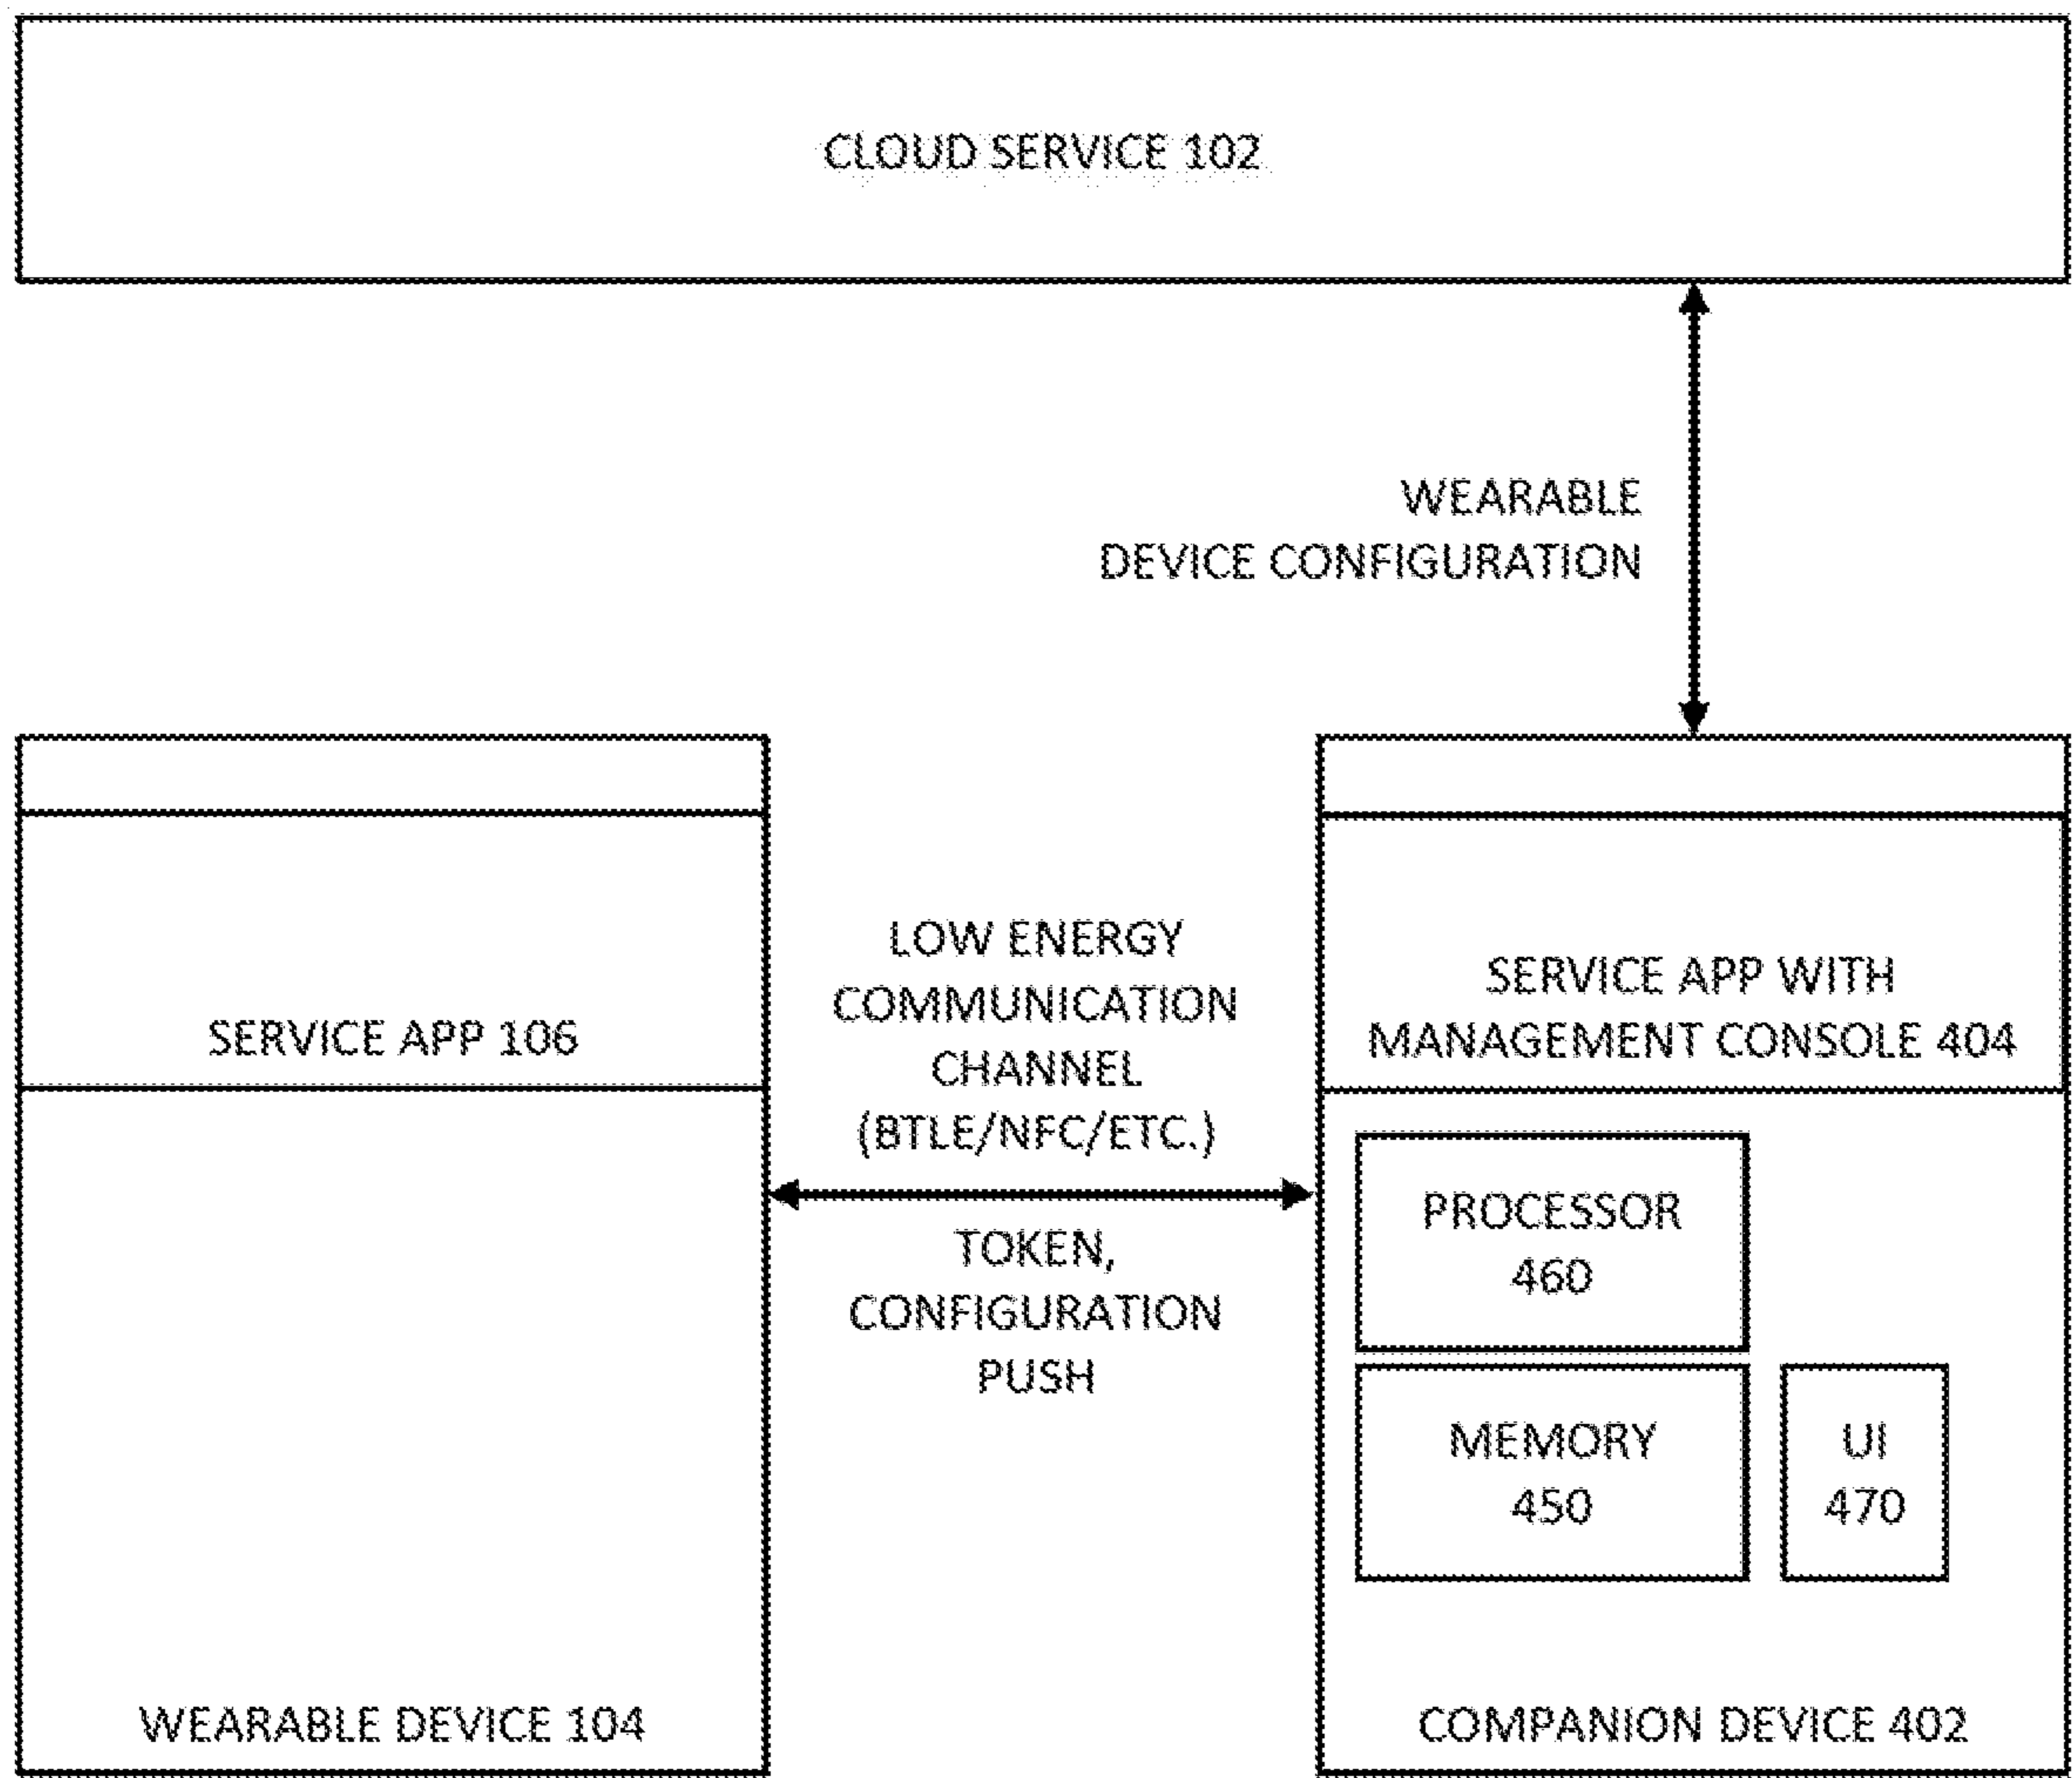 CLOUD SERVICE 102
WEARABLE
DEVICE CONFIGURATION
SERVICE APP 106
LOW ENERGY
COMMUNICATION
CHANNEL
(BTLE/NFC/ETC.)
TOKEN,
CONFIGURATION
PUSH
SERVICE APP WITH
MANAGEMENT CONSOLE 404
PROCESSOR
460
MEMORY
450
UI
470
WEARABLE DEVICE 104
COMPANION DEVICE 402